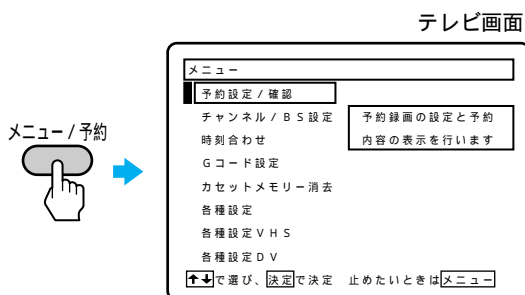 テレビ画面
メニュー / 予約
メニュー
予約設定 / 確認
チャンネル / BS設定
時刻合わせ
Gコード設定
カセットメモリー消去
各種設定
各種設定VHS
各種設定DV
予約録画の設定と予約
内容の表示を行います
↑↓で選び、決定で決定 止めたいときはメニュー